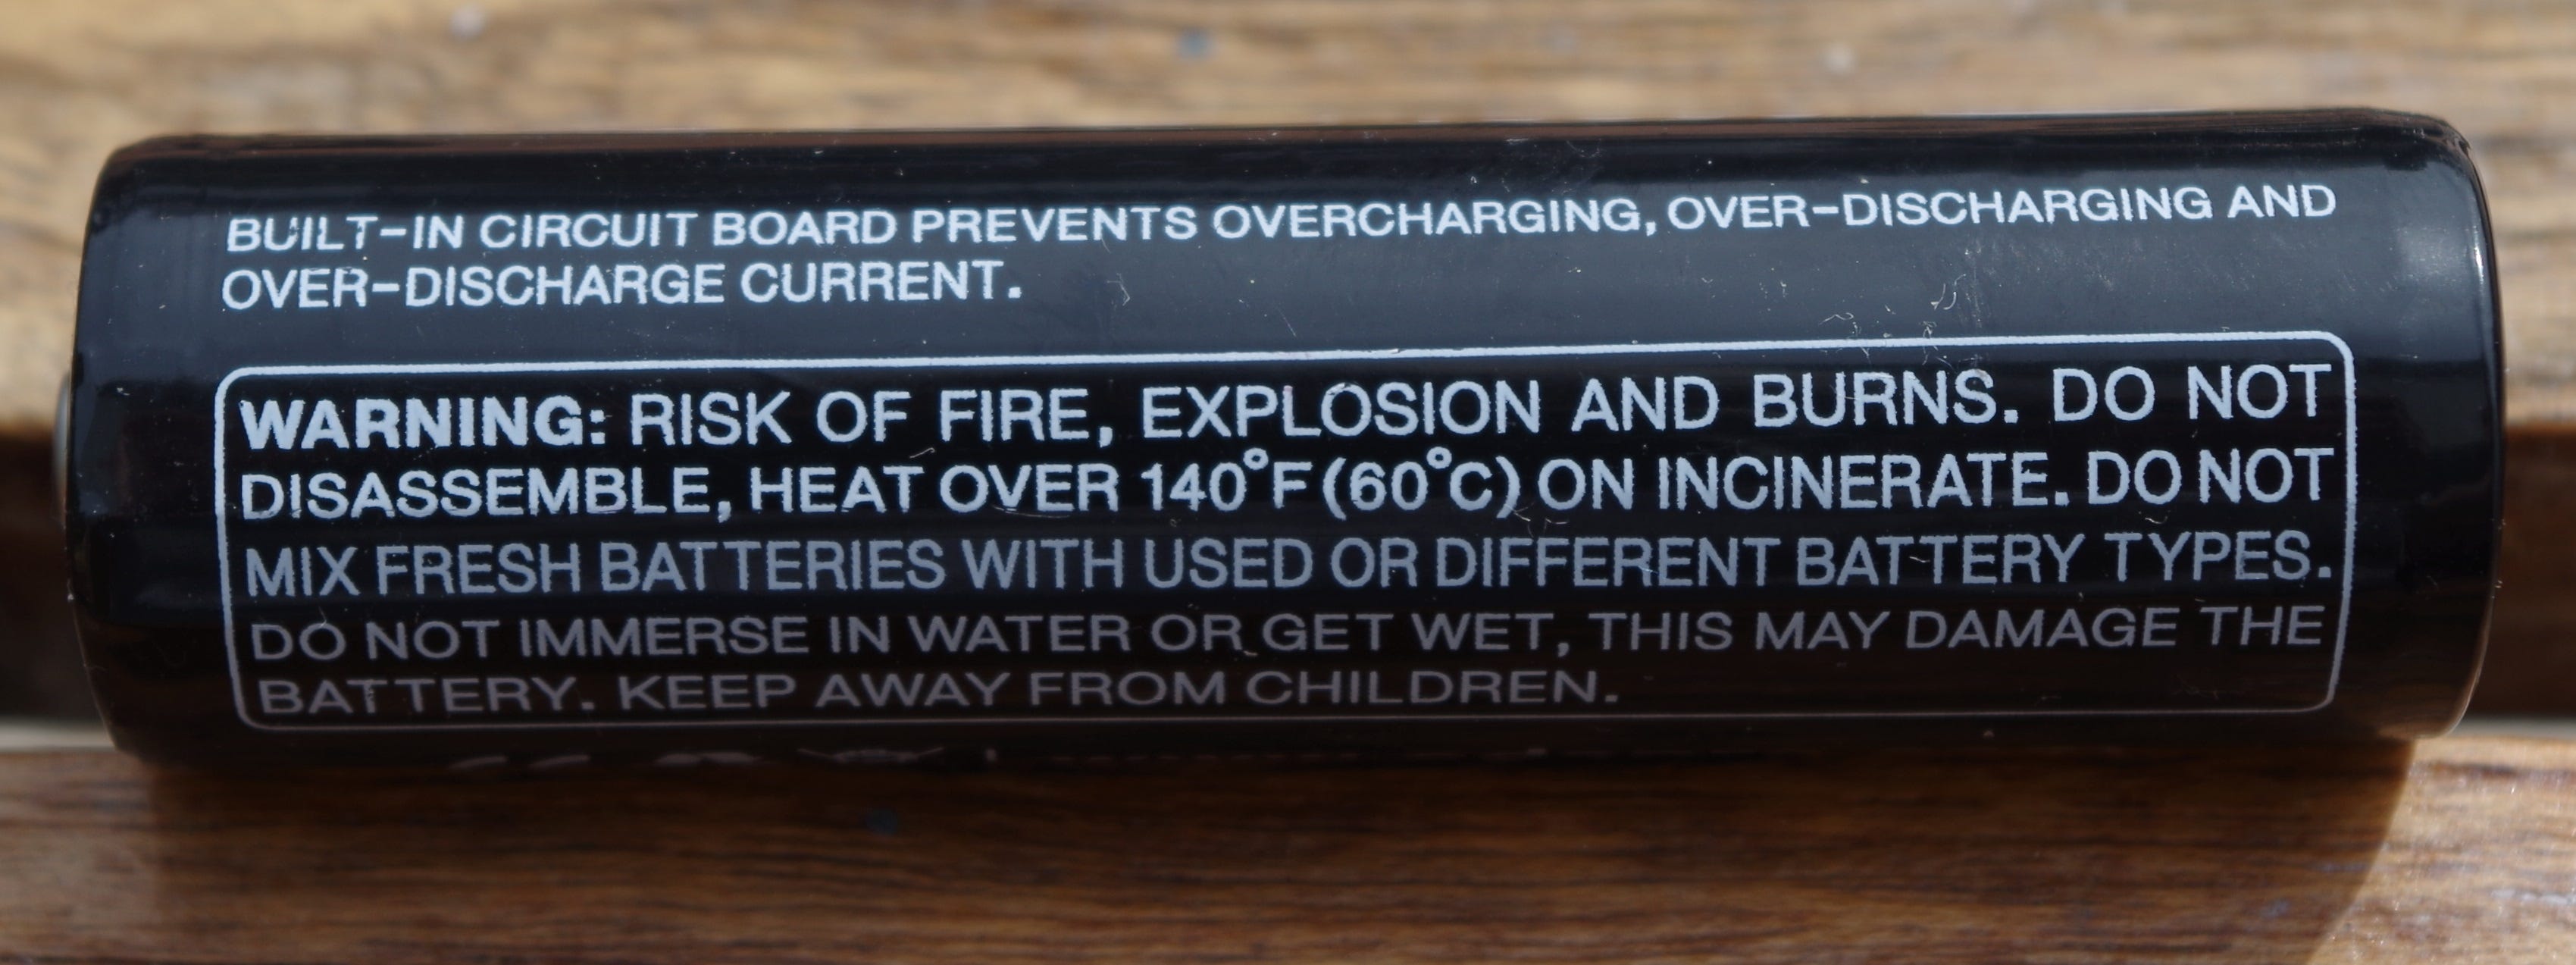 BUILT-IN CIRCUIT BOARD PREVENTS OVERCHARGING, OVER-DISCHARGING AND
OVER-DISCHARGE CURRENT.
WARNING: RISK OF FIRE, EXPLOSION AND BURNS. DO NOT
DISASSEMBLE, HEAT OVER 140°F (60°C) ON INCINERATE. DO NOT
MIX FRESH BATTERIES WITH USED OR DIFFERENT BATTERY TYPES.
DO NOT IMMERSE IN WATER OR GET WET, THIS MAY DAMAGE THE
BATTERY. KEEP AWAY FROM CHILDREN.